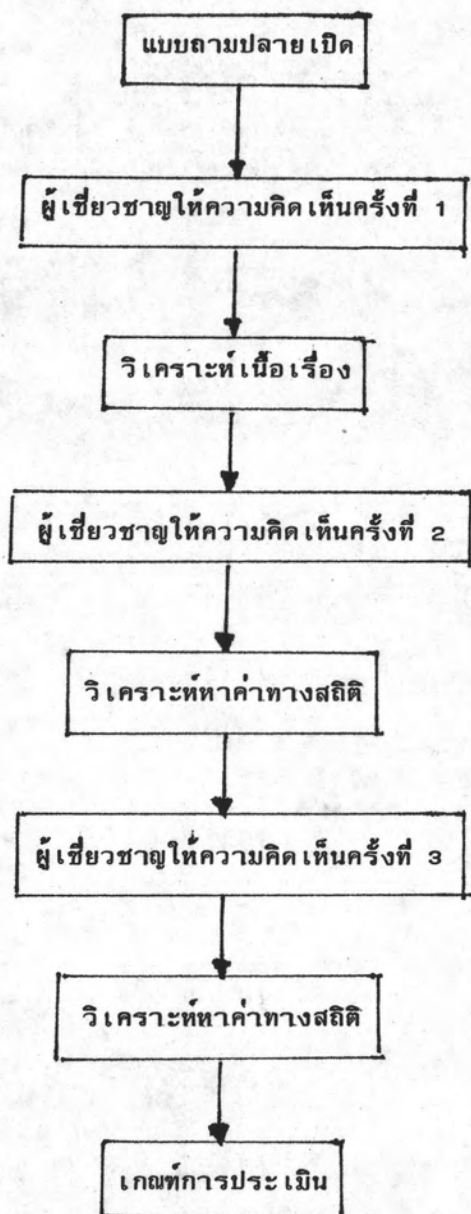 แบบถามปลายเปิด
ผู้เชี่ยวชาญให้ความคิดเห็นครั้งที่ 1
วิเคราะห์เนื้อเรื่อง
ผู้เชี่ยวชาญให้ความคิดเห็นครั้งที่ 2
วิเคราะห์หาค่าทางสถิติ
ผู้เชี่ยวชาญให้ความคิดเห็นครั้งที่ 3
วิเคราะห์หาค่าทางสถิติ
เกณฑ์การประเมิน